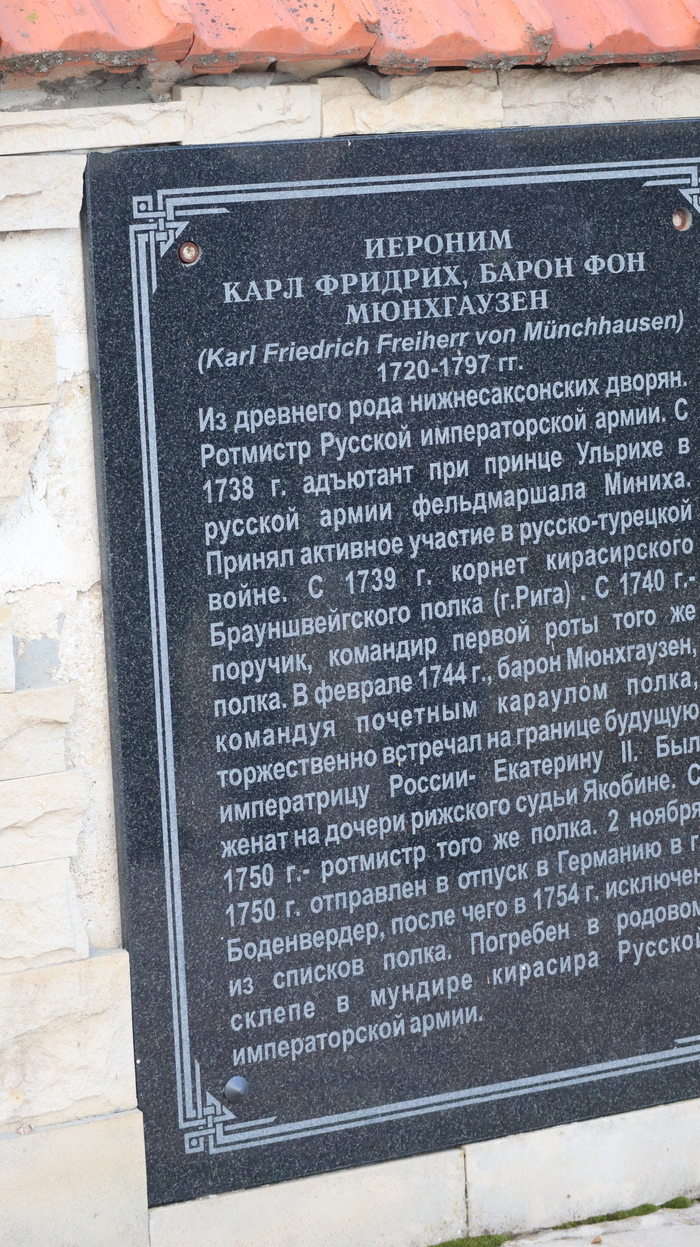 ИЕРОНИМ
КАРЛ ФРИДРИХ, БАРОН ФОН
МЮНХГАУЗЕН
(Karl Friedrich Freiherr von Münchhausen)
1720-1797 гг.
Из древнего рода нижнесаксонских дворян.
Ротмистр Русской императорской армии. С
1738 г. адъютант при принце Ульрихе в
русской армии фельдмаршала Миниха.
Принял активное участие в русско-турецкой
войне. С 1739 г. корнет кирасирского
Брауншвейгского полка (г.Рига) . С 1740 г.-
поручик, командир первой роты того же
полка. В феврале 1744 г., барон Мюнхгаузен,
командуя почетным караулом полка,
торжественно встречал на границе будущую
императрицу России- Екатерину II. Был
женат на дочери рижского судьи Якобине. С
1750 г.- ротмистр того же полка. 2 ноября
1750 г. отправлен в отпуск в Германию в г.
Боденвердер, после чего в 1754 г. исключен
из списков полка. Погребен в родовом
склепе в мундире кирасира Русской
императорской армии.